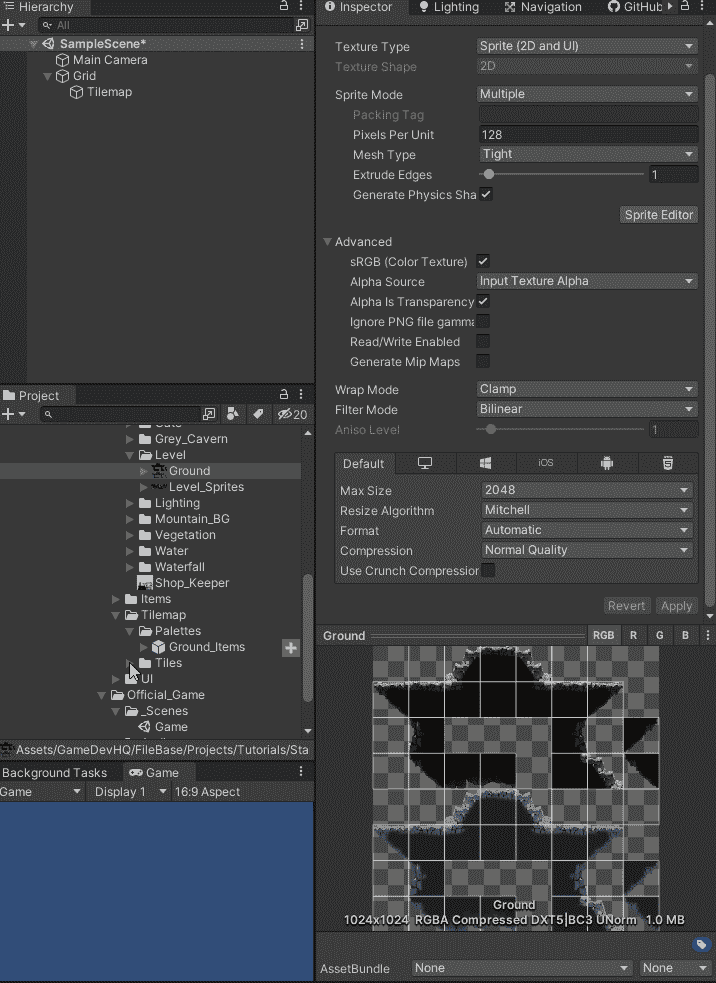 Hierarchy
All
SampleScene*
Main Camera
Grid
Tilemap
Project
20
Grey_Cavern
Level
Ground
Level_Sprites
Lighting
Mountain_BG
Vegetation
Water
Waterfall
Shop_Keeper
Items
Tilemap
Palettes
Ground_Items
Tiles
UI
Official_Game
_Scenes
Game
Assets/GameDevHQ/FileBase/Projects/Tutorials/Sta
Background Tasks Game
Game Display 1 16:9 Aspect
Inspector Lighting Navigation GitHub
Texture Type Sprite (2D and UI)
Texture Shape 2D
Sprite Mode Multiple
Packing Tag
Pixels Per Unit 128
Mesh Type Tight
Extrude Edges 1
Generate Physics Sha
Sprite Editor
Advanced
sRGB (Color Texture)
Alpha Source Input Texture Alpha
Alpha Is Transparency
Ignore PNG file gamma
Read/Write Enabled
Generate Mip Maps
Wrap Mode Clamp
Filter Mode Bilinear
Aniso Level 1
Default iOS
Max Size 2048
Resize Algorithm Mitchell
Format Automatic
Compression Normal Quality
Use Crunch Compression
Revert Apply
Ground RGB R G B
Ground
1024x1024 RGBA Compressed DXT5|BC3 UNorm 1.0 MB
AssetBundle None None